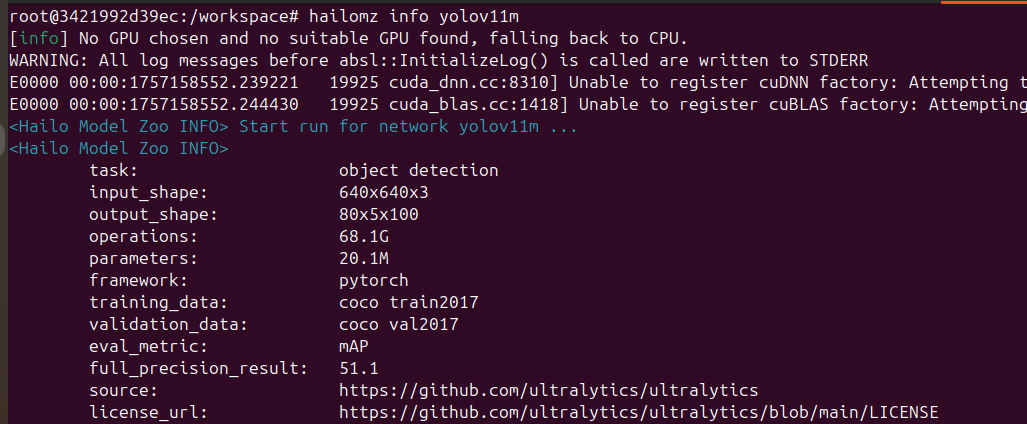 root@3421992d39ec:/workspace# hailomz info yolov11m
[info] No GPU chosen and no suitable GPU found, falling back to CPU.
WARNING: All log messages before absl::InitializeLog() is called are written to STDERR
E0000 00:00:1757158552.239221   19925 cuda_dnn.cc:8310] Unable to register cuDNN factory: Attempting t
E0000 00:00:1757158552.244430   19925 cuda_blas.cc:1418] Unable to register cuBLAS factory: Attempting
<Hailo Model Zoo INFO> Start run for network yolov11m ...
<Hailo Model Zoo INFO>
task: object detection
input_shape: 640x640x3
output_shape: 80x5x100
operations: 68.1G
parameters: 20.1M
framework: pytorch
training_data: coco train2017
validation_data: coco val2017
eval_metric: mAP
full_precision_result: 51.1
source: https://github.com/ultralytics/ultralytics
license_url: https://github.com/ultralytics/ultralytics/blob/main/LICENSE